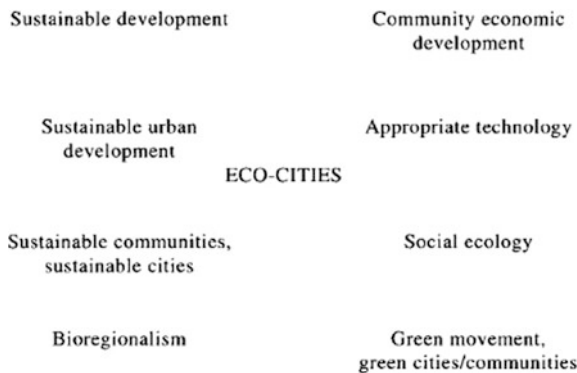 Sustainable development
Community economic
development
Sustainable urban
development
Appropriate technology
ECO-CITIES
Sustainable communities,
sustainable cities
Social ecology
Bioregionalism
Green movement,
green cities/communities